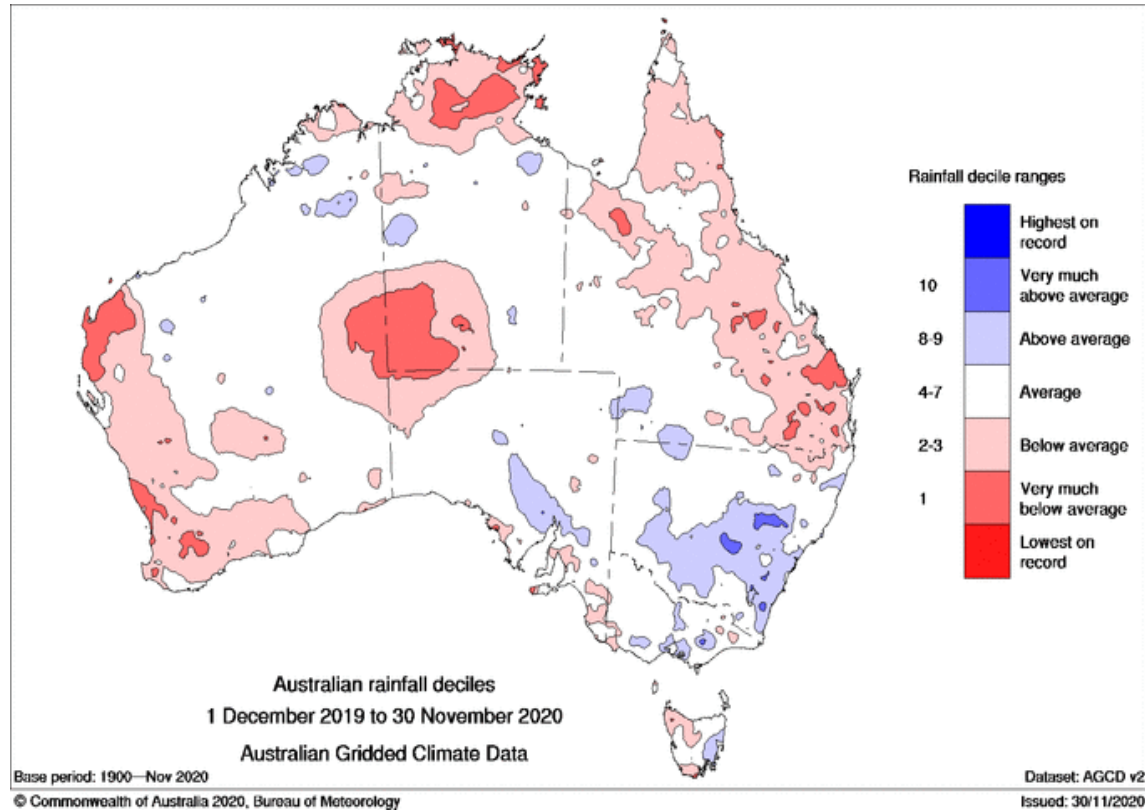 Rainfall decile ranges
Highest on
record
10
Very much
above average
8-9
Above average
4-7
Average
2-3
Below average
1
Very much
below average
Lowest on
record
Australian rainfall deciles
1 December 2019 to 30 November 2020
Australian Gridded Climate Data
Base period: 1900—Nov 2020
Dataset: AGCD v2
© Commonwealth of Australia 2020, Bureau of Meteorology
Issued: 30/11/2020